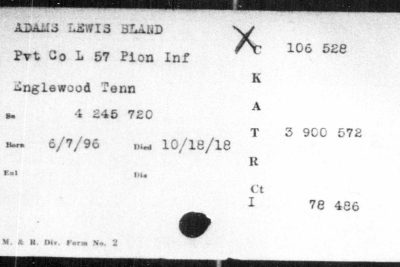 ADAMS LEWIS BLAND
Pvt Co L 57 Pion Inf
Englewood Tenn
Sn 4 245 720
Born 6/7/96 Died 10/18/18
Enl Dis
X C 106 528
K
A
T 3 900 572
R
Ct
I 78 486
M. & R. Div. Form No. 2